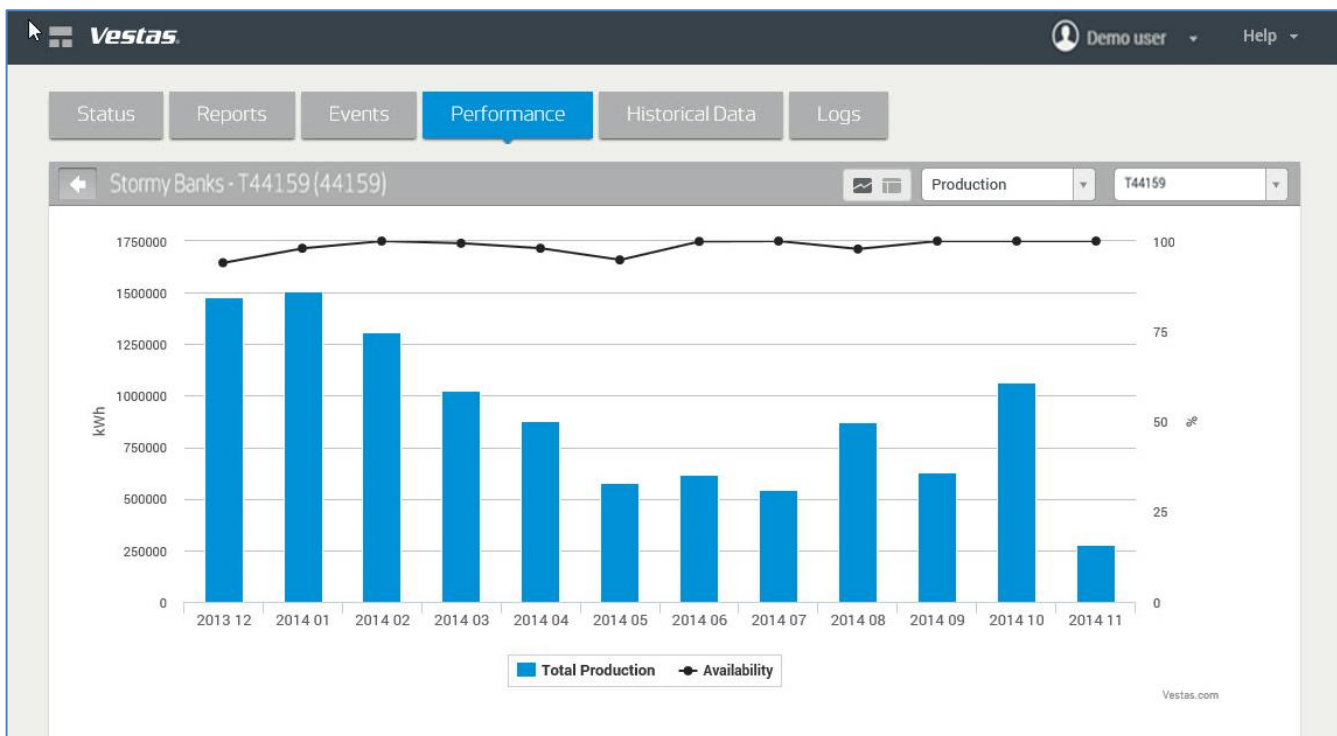 Vestas.
Demo user
Help
Status
Reports
Events
Performance
Historical Data
Logs
Stormy Banks - T44159 (44159)
Production
T44159
1750000
1500000
1250000
1000000
750000
500000
250000
0
kWh
100
75
50
25
0
%
2013 12
2014 01
2014 02
2014 03
2014 04
2014 05
2014 06
2014 07
2014 08
2014 09
2014 10
2014 11
Total Production
Availability
Vestas.com